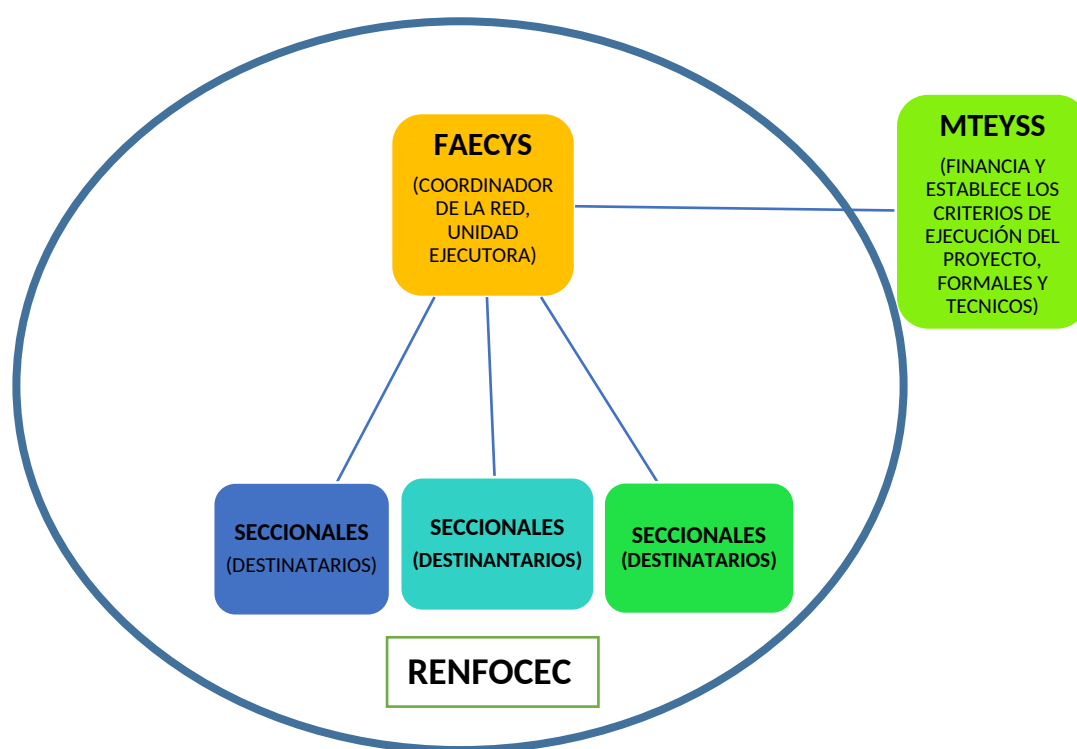 FAECYS
(COORDINADOR
DE LA RED,
UNIDAD
EJECUTORA)
MTEYSS
(FINANCIA Y
ESTABLECE LOS
CRITERIOS DE
EJECUCIÓN DEL
PROYECTO,
FORMALES Y
TECNICOS)
SECCIONALES
(DESTINATARIOS)
SECCIONALES
(DESTINANTARIOS)
SECCIONALES
(DESTINATARIOS)
RENFOCEC